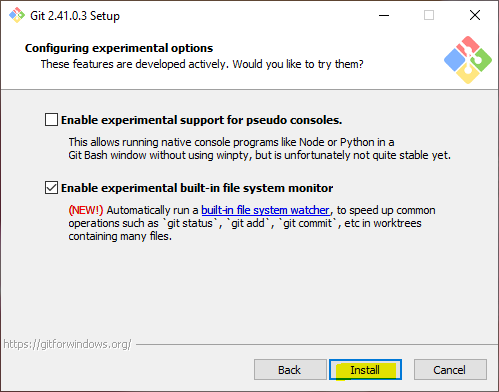 Git 2.41.0.3 Setup
Configuring experimental options
These features are developed actively. Would you like to try them?
Enable experimental support for pseudo consoles.
This allows running native console programs like Node or Python in a
Git Bash window without using winpty, but is unfortunately not quite stable yet.
Enable experimental built-in file system monitor
(NEW!) Automatically run a built-in file system watcher, to speed up common
operations such as `git status`, `git add`, `git commit`, etc in worktrees
containing many files.
https://gitforwindows.org/
Back Install Cancel